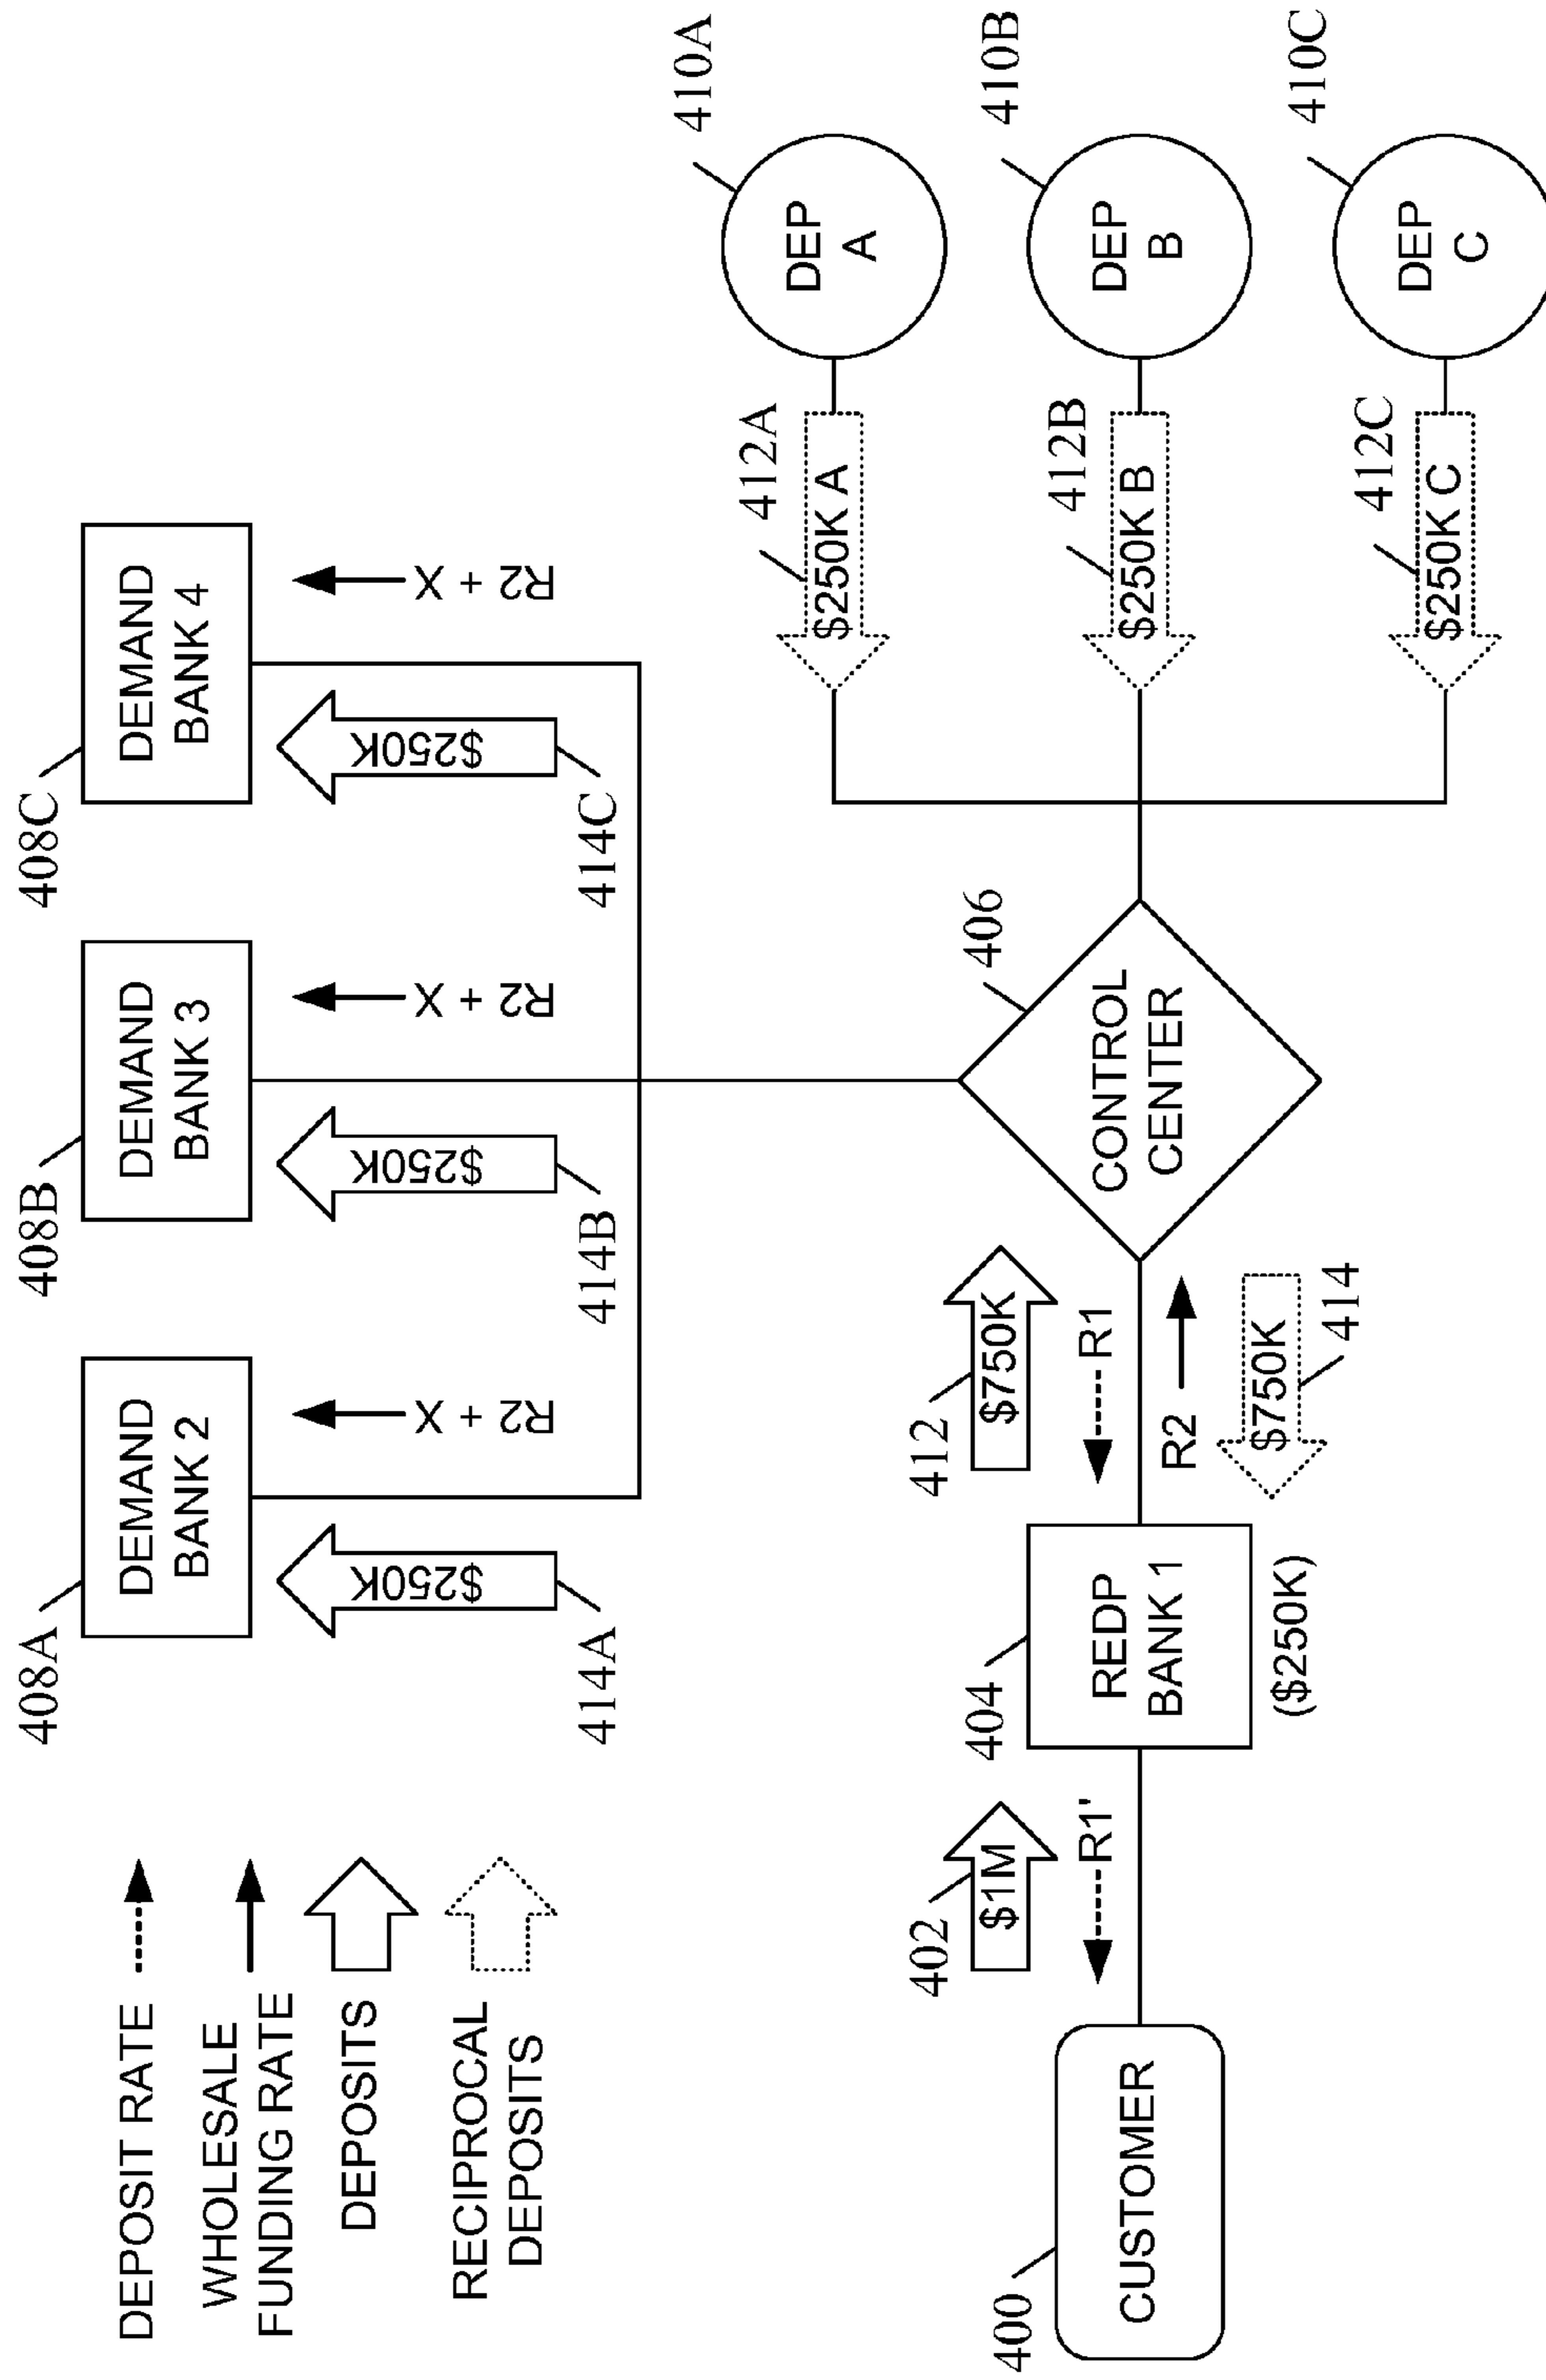 DEPOSIT RATE
WHOLESALE
FUNDING RATE
DEPOSITS
RECIPROCAL
DEPOSITS
408A
DEMAND
BANK 2
$250K
R2 + X
414A
408B
DEMAND
BANK 3
$250K
R2 + X
414B
408C
DEMAND
BANK 4
$250K
R2 + X
414C
400
CUSTOMER
402
$1M
R1'
404
REDP
BANK 1
($250K)
412
$750K
R1
R2
$750K
414
406
CONTROL
CENTER
412A
$250K A
410A
DEP
A
412B
$250K B
410B
DEP
B
412C
$250K C
410C
DEP
C